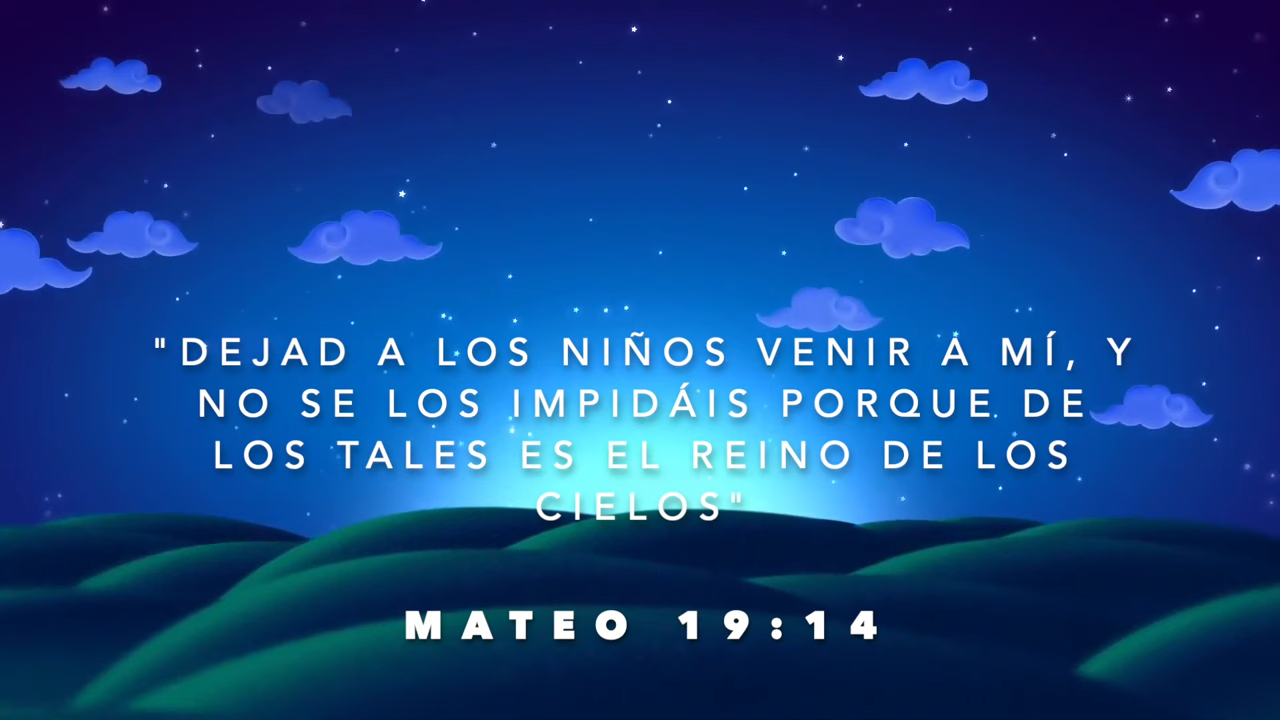 "DEJAD A LOS NIÑOS VENIR A MÍ, Y
NO SE LOS IMPIDÁIS PORQUE DE
LOS TALES ES EL REINO DE LOS
CIELOS"
MATEO 19:14